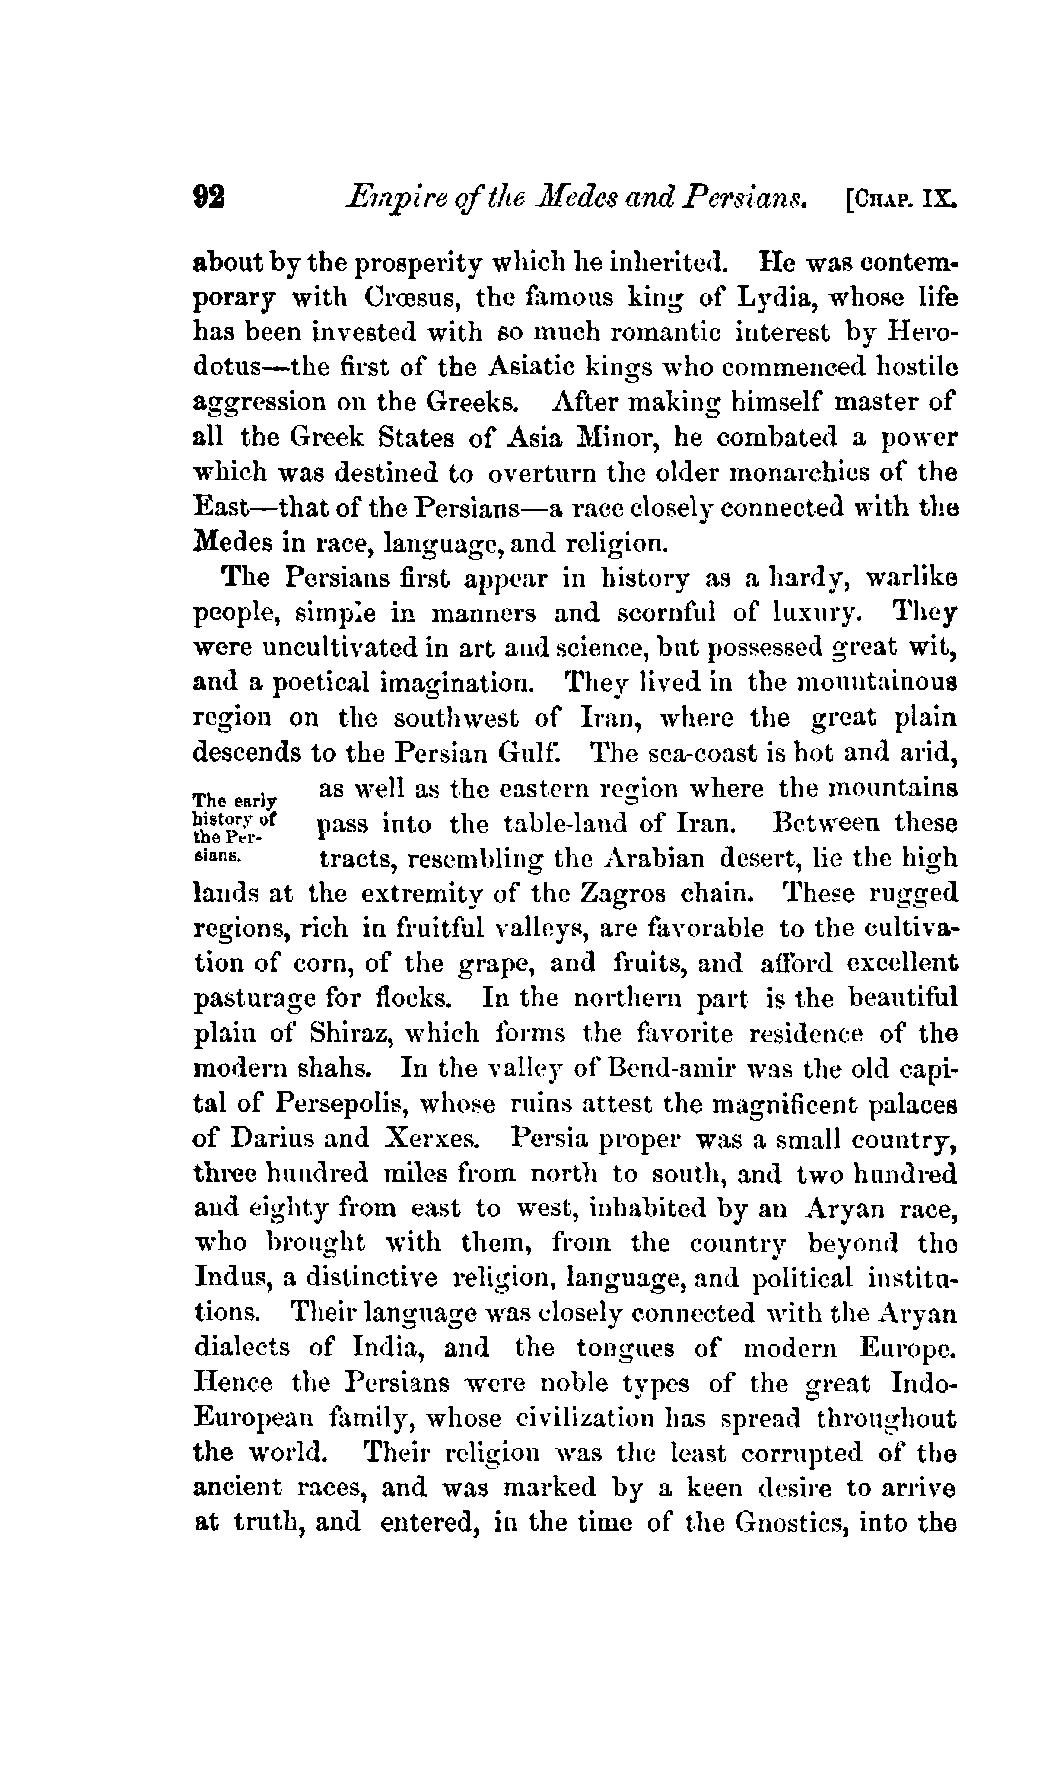 92 Empire of the Medes and Persians. [CHAP. IX.
about by the prosperity which he inherited. He was contem-
porary with Crœsus, the famous king of Lydia, whose life
has been invested with so much romantic interest by Hero-
dotus—the first of the Asiatic kings who commenced hostile
aggression on the Greeks. After making himself master of
all the Greek States of Asia Minor, he combated a power
which was destined to overturn the older monarchies of the
East—that of the Persians—a race closely connected with the
Medes in race, language, and religion.
The Persians first appear in history as a hardy, warlike
people, simple in manners and scornful of luxury. They
were uncultivated in art and science, but possessed great wit,
and a poetical imagination. They lived in the mountainous
region on the southwest of Iran, where the great plain
descends to the Persian Gulf. The sea-coast is hot and arid,
as well as the eastern region where the mountains
The early
history of
the Per-
sians.
pass into the table-land of Iran. Between these
tracts, resembling the Arabian desert, lie the high
lands at the extremity of the Zagros chain. These rugged
regions, rich in fruitful valleys, are favorable to the cultiva-
tion of corn, of the grape, and fruits, and afford excellent
pasturage for flocks. In the northern part is the beautiful
plain of Shiraz, which forms the favorite residence of the
modern shahs. In the valley of Bend-amir was the old capi-
tal of Persepolis, whose ruins attest the magnificent palaces
of Darius and Xerxes. Persia proper was a small country,
three hundred miles from north to south, and two hundred
and eighty from east to west, inhabited by an Aryan race,
who brought with them, from the country beyond the
Indus, a distinctive religion, language, and political institu-
tions. Their language was closely connected with the Aryan
dialects of India, and the tongues of modern Europe.
Hence the Persians were noble types of the great Indo-
European family, whose civilization has spread throughout
the world. Their religion was the least corrupted of the
ancient races, and was marked by a keen desire to arrive
at truth, and entered, in the time of the Gnostics, into the